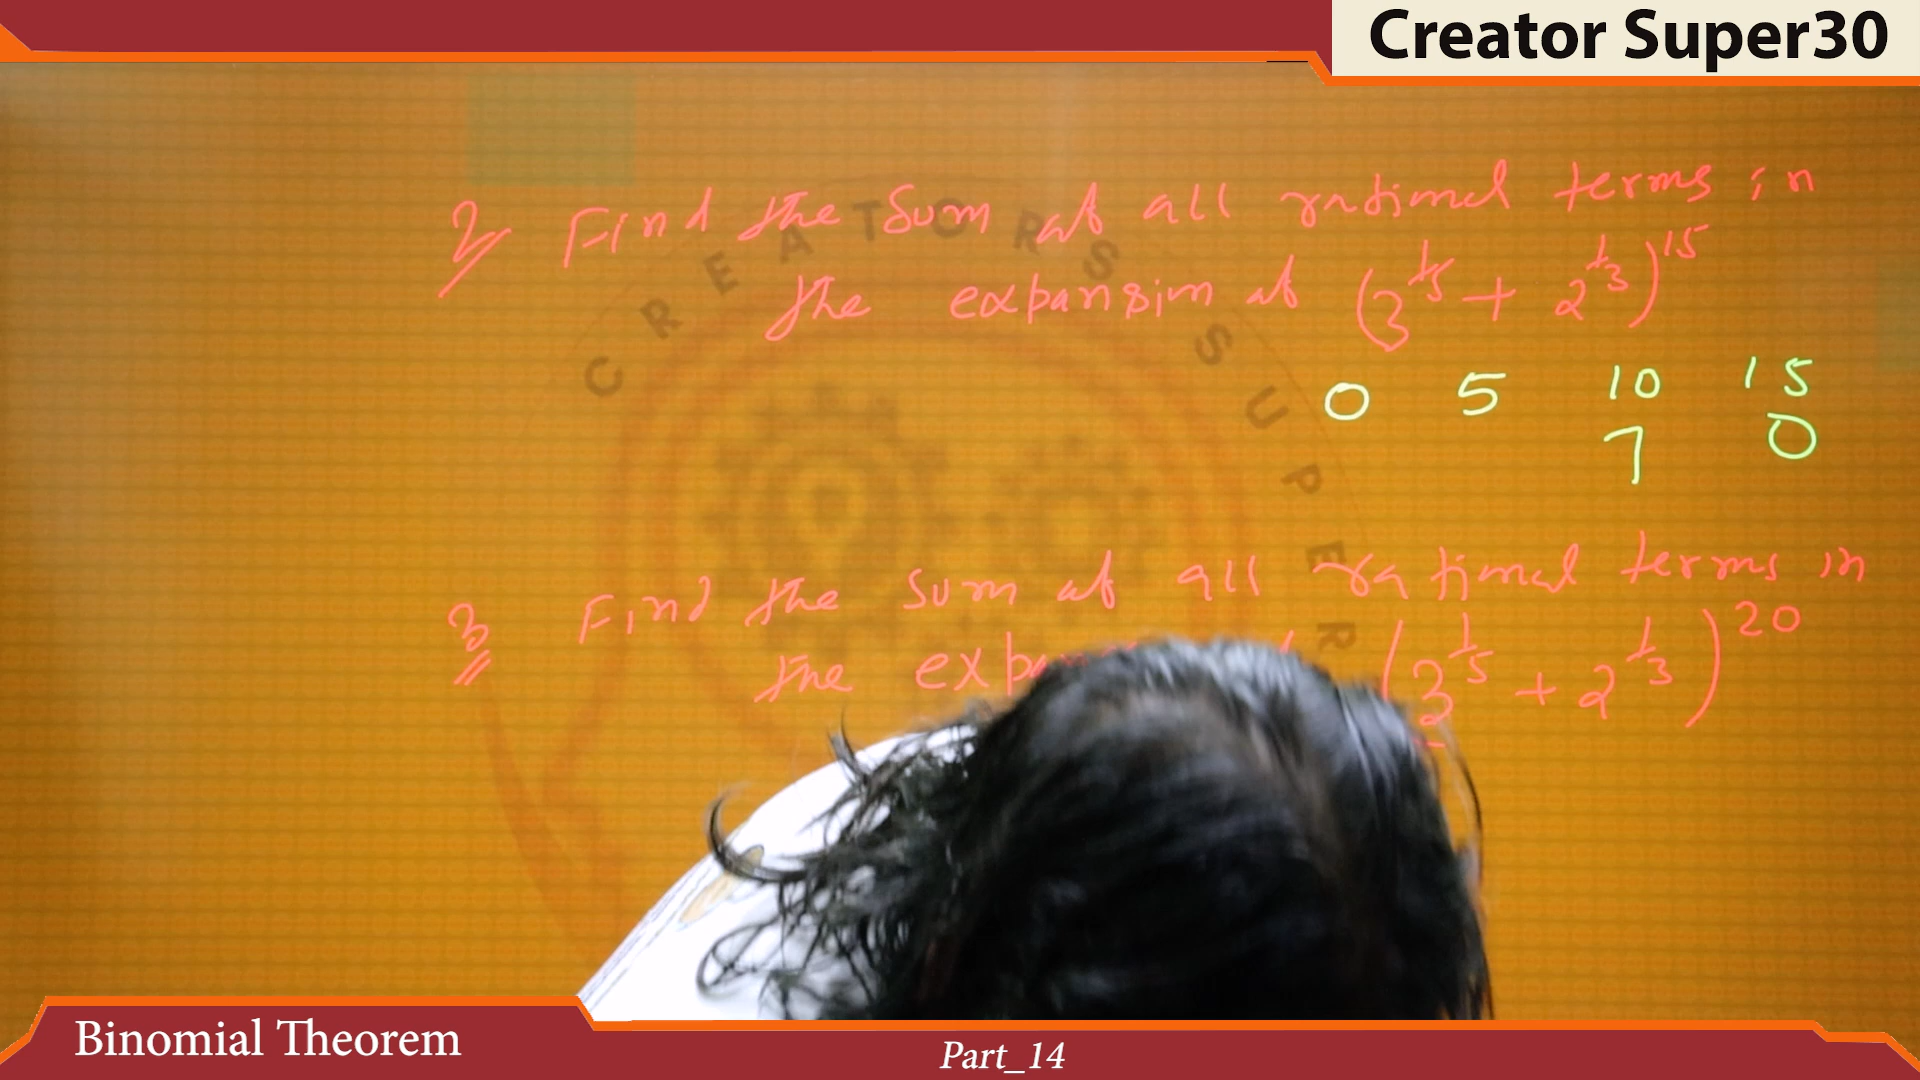 Creator Super30
CREATORS SUPER
2 Find the sum of all rational terms in
the expansion of (3^{1/5} + 2^{1/3})^{15}
0 5 10 15
7 0
3 Find the sum of all rational terms in
the (3^{1/5} + 2^{1/3})^{20}
Binomial Theorem
Part_14